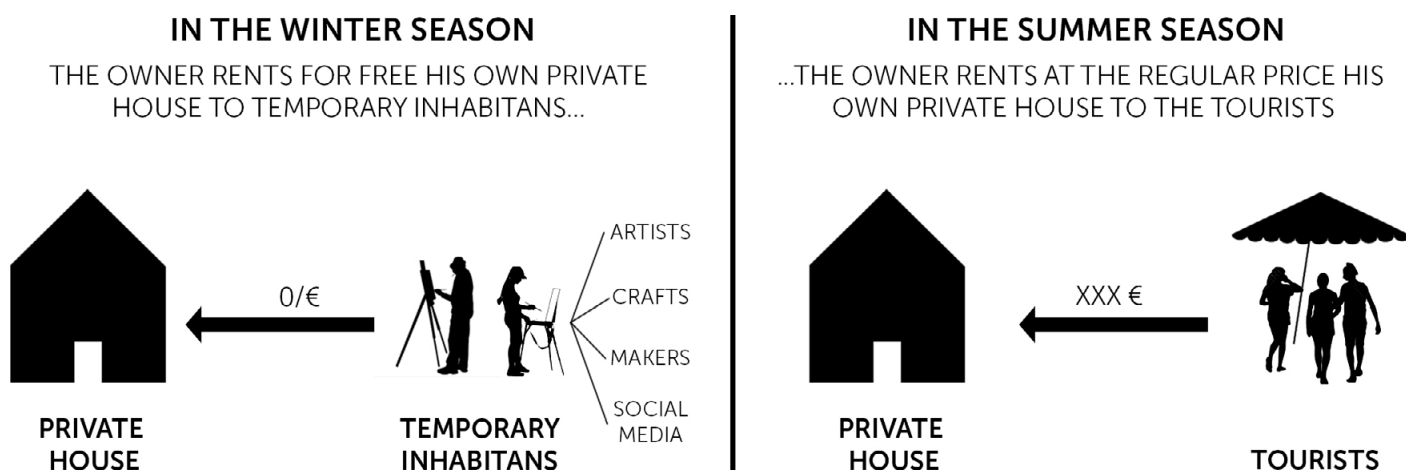 IN THE WINTER SEASON
THE OWNER RENTS FOR FREE HIS OWN PRIVATE
HOUSE TO TEMPORARY INHABITANS...
0/€
ARTISTS
CRAFTS
MAKERS
SOCIAL
MEDIA
PRIVATE
HOUSE
TEMPORARY
INHABITANS
IN THE SUMMER SEASON
...THE OWNER RENTS AT THE REGULAR PRICE HIS
OWN PRIVATE HOUSE TO THE TOURISTS
XXX €
PRIVATE
HOUSE
TOURISTS